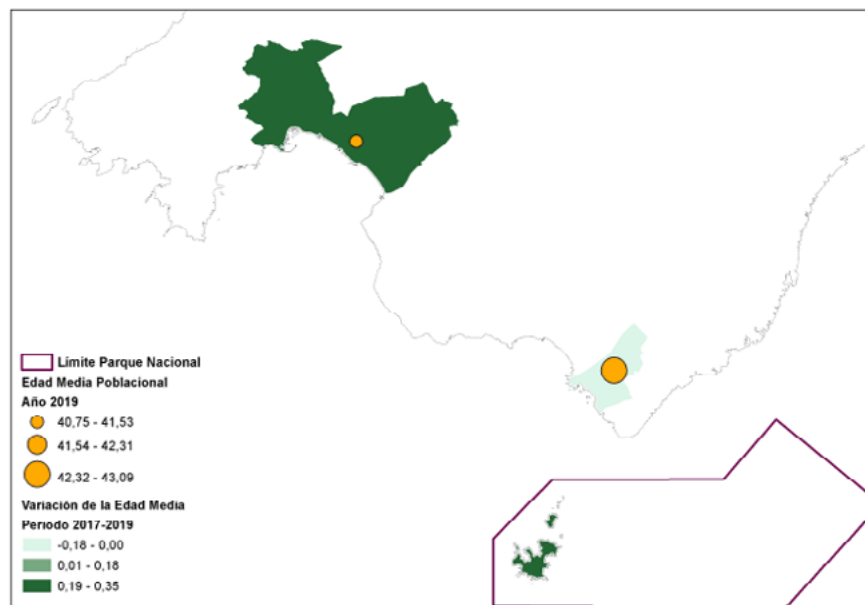 Límite Parque Nacional
Edad Media Poblacional
Año 2019
40,75 - 41,53
41,54 - 42,31
42,32 - 43,09
Variación de la Edad Media
Periodo 2017-2019
-0,18 - 0,00
0,01 - 0,18
0,19 - 0,35